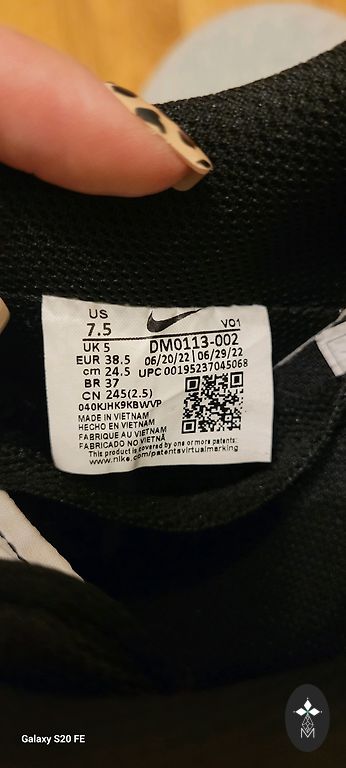 US
7.5
V01
UK 5
DM0113-002
EUR 38.5
06/20/22 | 06/29/22
cm 24.5
UPC 00195237045068
BR 37
CN 245(2.5)
040KJHK9KBWVP
MADE IN VIETNAM
HECHO EN VIETNAM
FABRIQUE AU VIETNAM
FABRICADO NO VIETNÃ
This product is covered by one or more patents:
www.nike.com/patentsvirtualmarking
Galaxy S20 FE
M